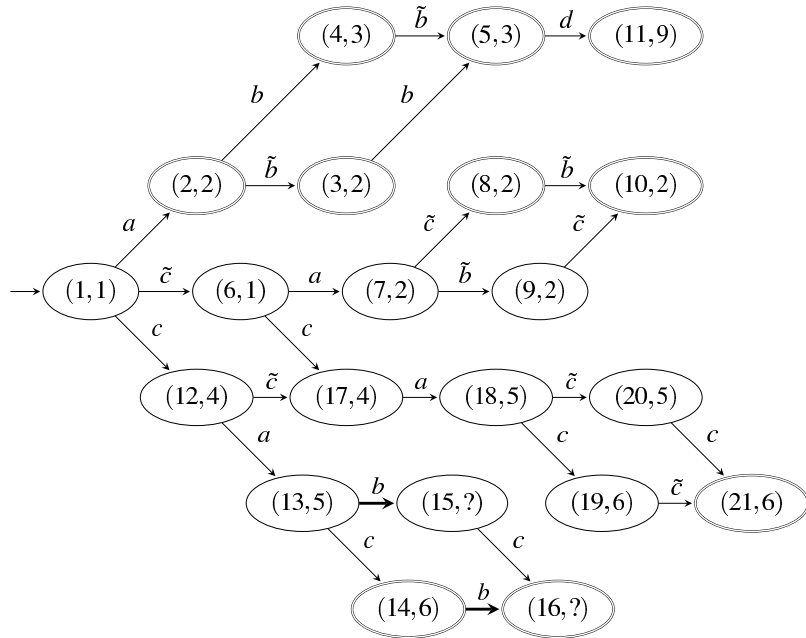 b̃ d
(4,3) (5,3) (11,9)
b b
b̃ b̃
(2,2) (3,2) (8,2) (10,2)
a c̃ c̃
c̃ a b̃
(1,1) (6,1) (7,2) (9,2)
c c
c̃ a c̃
(12,4) (17,4) (18,5) (20,5)
a c c
b c̃
(13,5) (15,?) (19,6) (21,6)
c c
b
(14,6) (16,?)